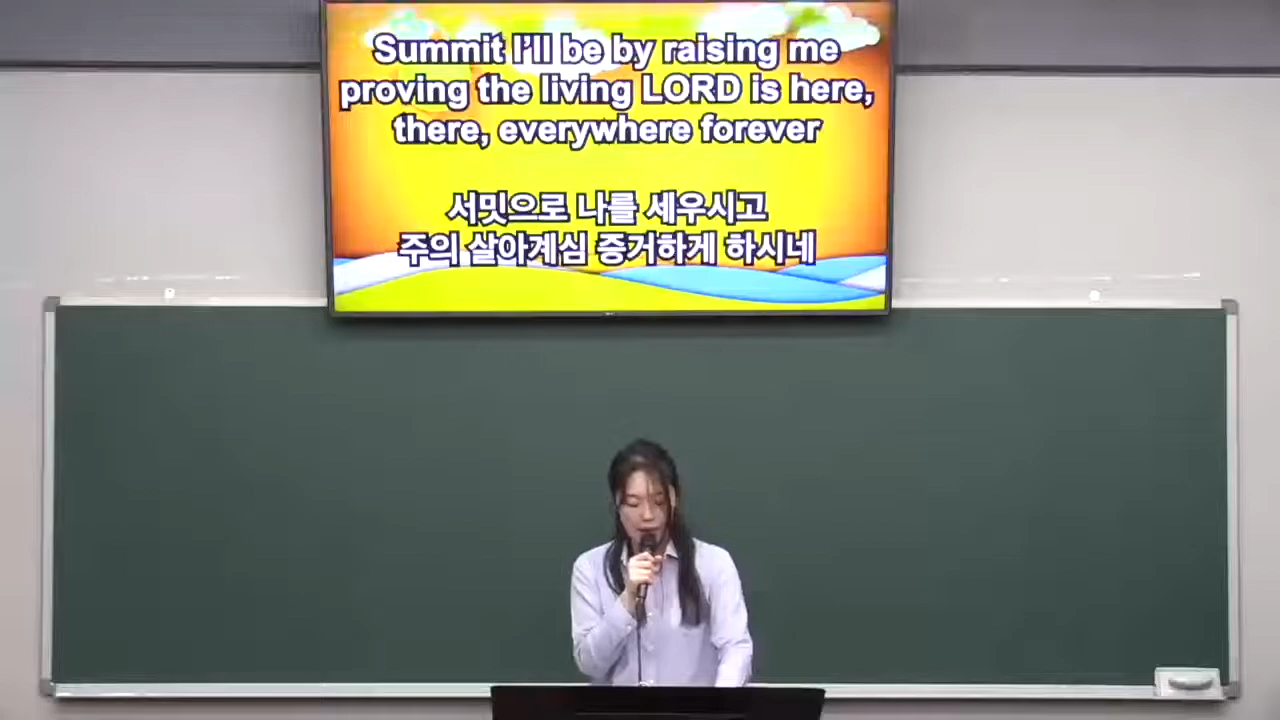 Summit I'll be by raising me
proving the living LORD is here,
there, everywhere forever
서밋으로 나를 세우시고
주의 살아계심 증거하게 하시네